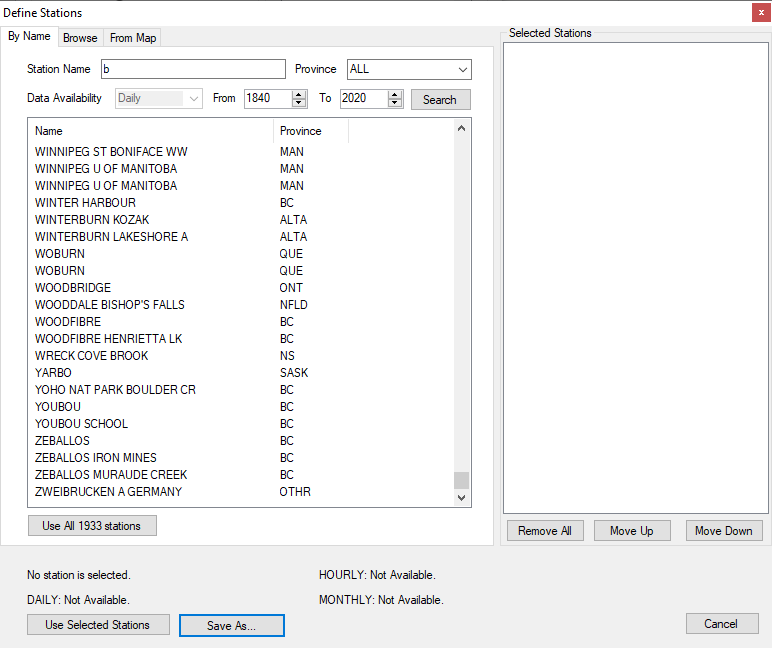 Define Stations
x
By Name Browse From Map
Station Name b Province ALL
Data Availability Daily From 1840 To 2020 Search
Name Province
WINNIPEG ST BONIFACE WW MAN
WINNIPEG U OF MANITOBA MAN
WINNIPEG U OF MANITOBA MAN
WINTER HARBOUR BC
WINTERBURN KOZAK ALTA
WINTERBURN LAKESHORE A ALTA
WOBURN QUE
WOBURN QUE
WOODBRIDGE ONT
WOODDALE BISHOP'S FALLS NFLD
WOODFIBRE BC
WOODFIBRE HENRIETTA LK BC
WRECK COVE BROOK NS
YARBO SASK
YOHO NAT PARK BOULDER CR BC
YOUBOU BC
YOUBOU SCHOOL BC
ZEBALLOS BC
ZEBALLOS IRON MINES BC
ZEBALLOS MURAUDE CREEK BC
ZWEIBRUCKEN A GERMANY OTHR
Use All 1933 stations
Selected Stations
Remove All Move Up Move Down
No station is selected. HOURLY: Not Available.
DAILY: Not Available. MONTHLY: Not Available.
Use Selected Stations Save As... Cancel